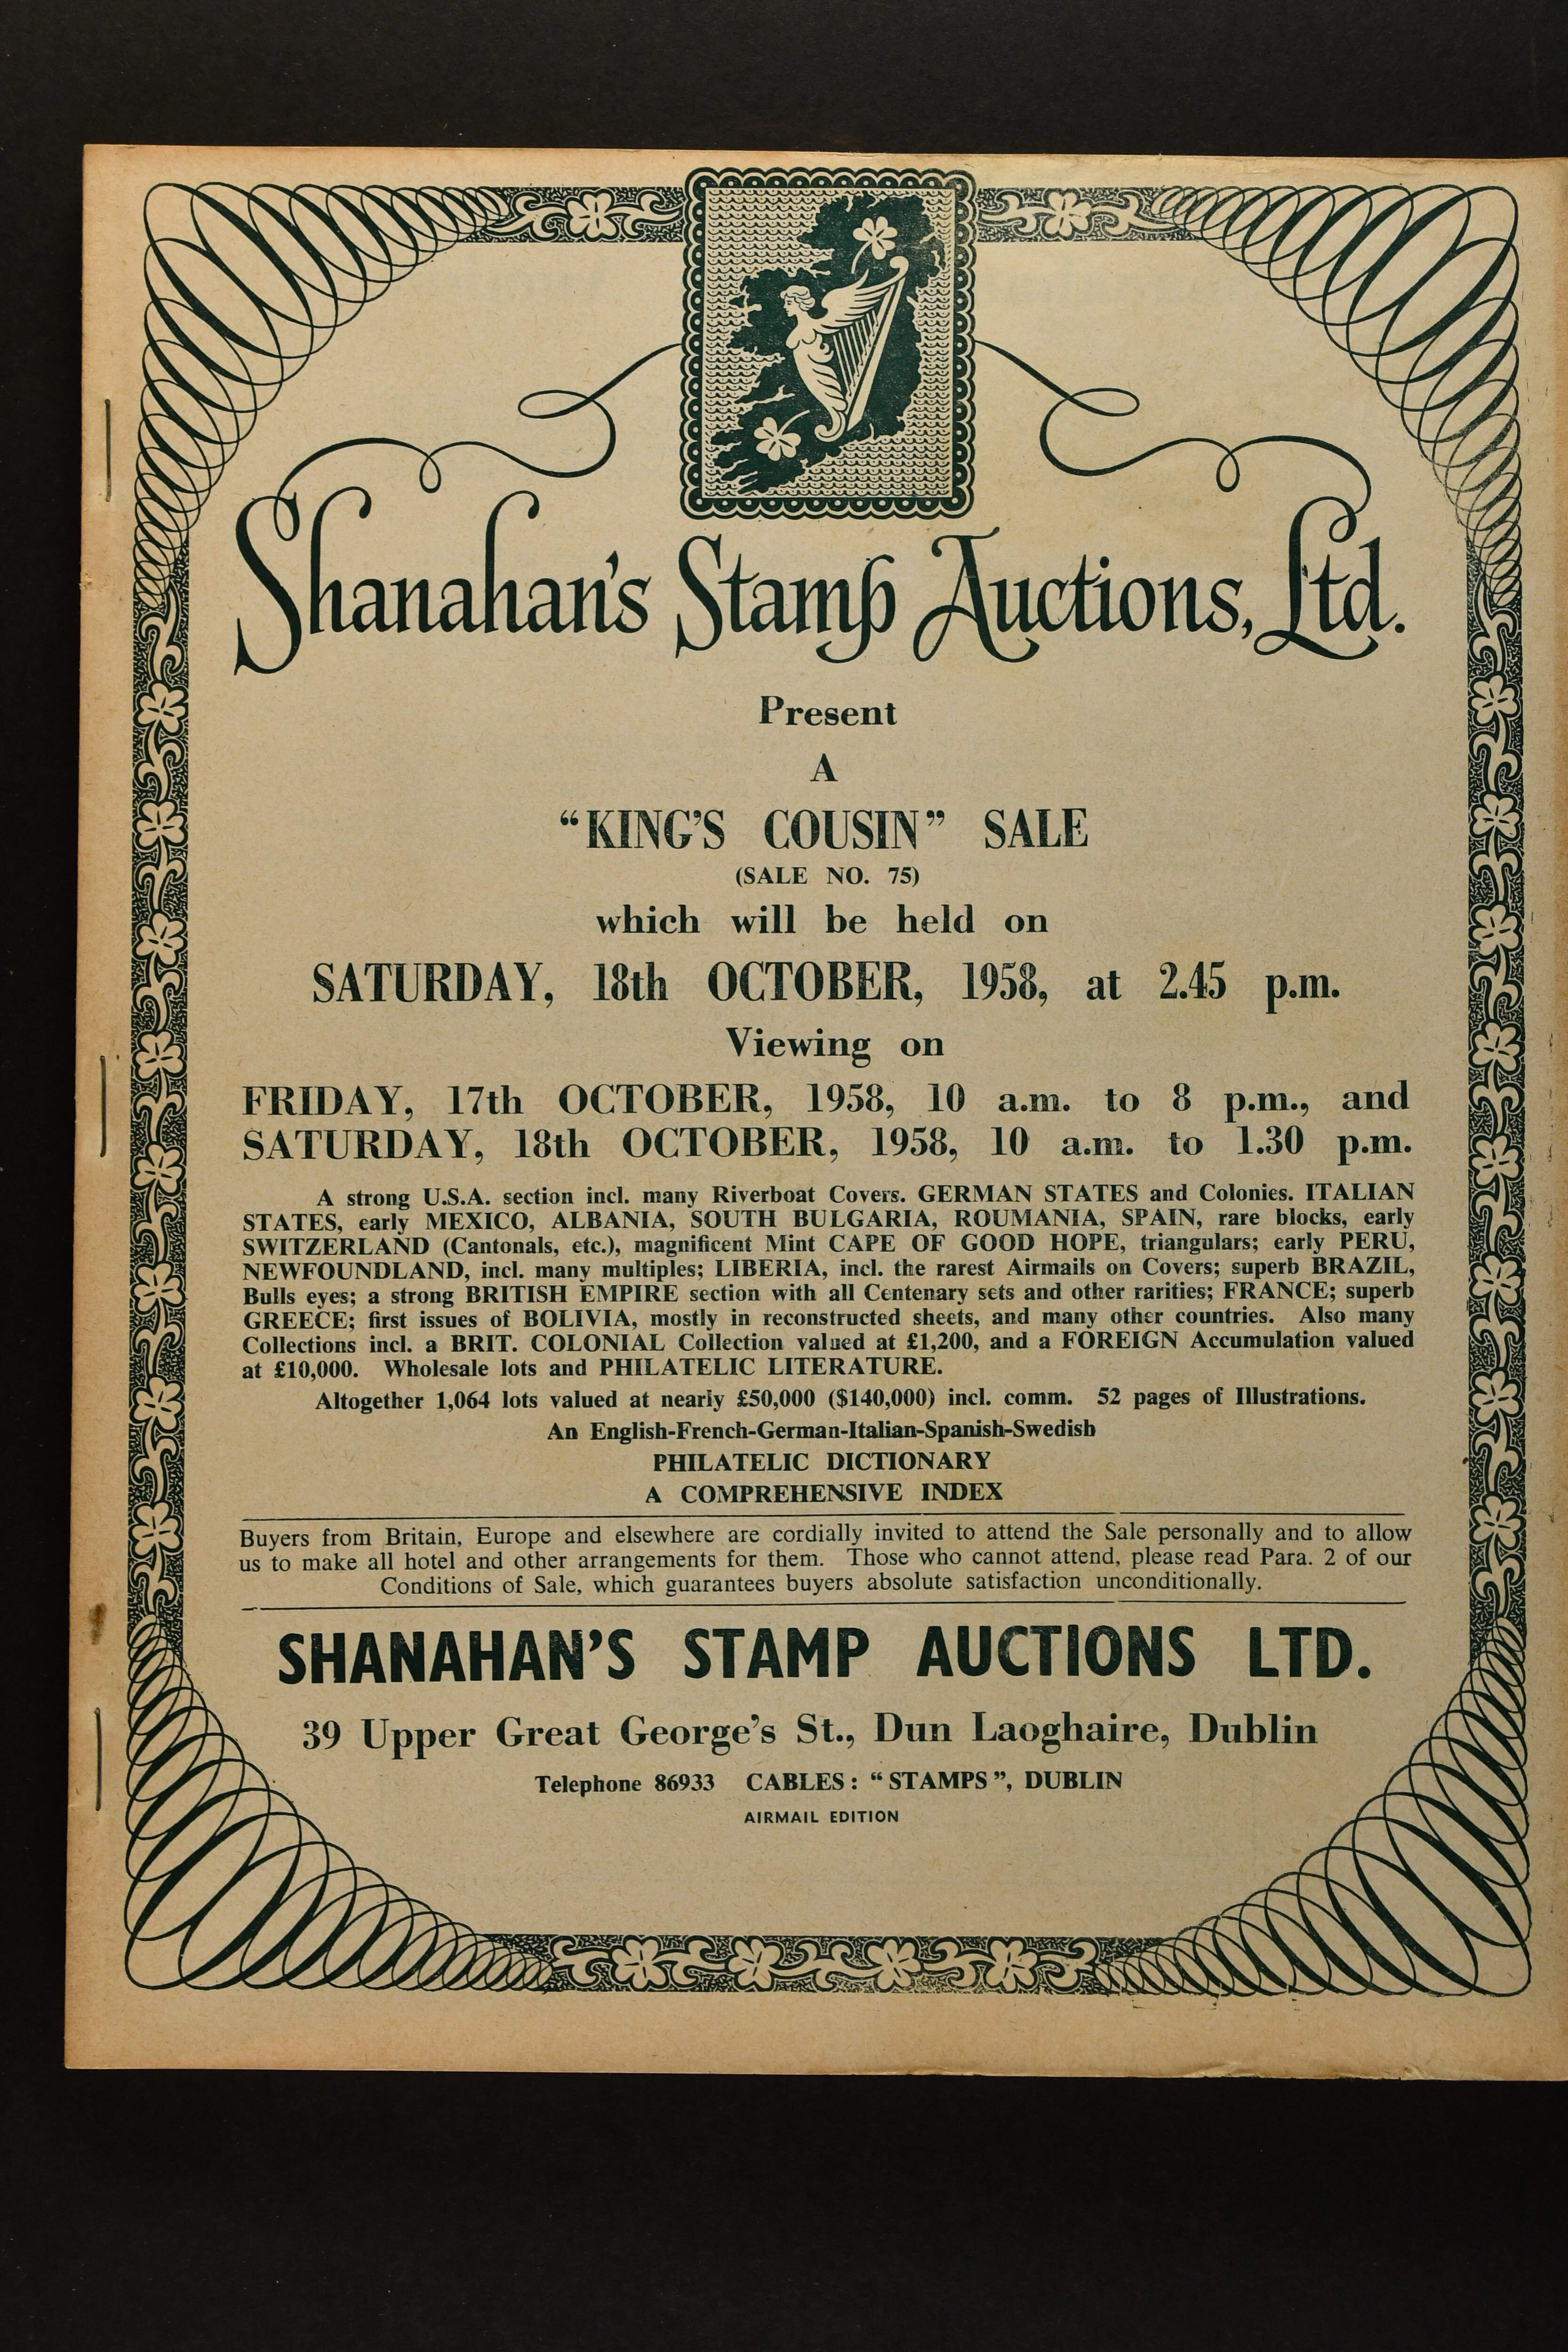 Shanahan's Stamp Auctions, Ltd.
Present
A
“KING'S COUSIN” SALE
(SALE NO. 75)
which will be held on
SATURDAY, 18th OCTOBER, 1958, at 2.45 p.m.
Viewing on
FRIDAY, 17th OCTOBER, 1958, 10 a.m. to 8 p.m., and
SATURDAY, 18th OCTOBER, 1958, 10 a.m. to 1.30 p.m.
A strong U.S.A. section incl. many Riverboat Covers. GERMAN STATES and Colonies. ITALIAN
STATES, early MEXICO, ALBANIA, SOUTH BULGARIA, ROUMANIA, SPAIN, rare blocks, early
SWITZERLAND (Cantonals, etc.), magnificent Mint CAPE OF GOOD HOPE, triangulars; early PERU,
NEWFOUNDLAND, incl. many multiples; LIBERIA, incl. the rarest Airmails on Covers; superb BRAZIL,
Bulls eyes; a strong BRITISH EMPIRE section with all Centenary sets and other rarities; FRANCE; superb
GREECE; first issues of BOLIVIA, mostly in reconstructed sheets, and many other countries. Also many
Collections incl. a BRIT. COLONIAL Collection valued at £1,200, and a FOREIGN Accumulation valued
at £10,000. Wholesale lots and PHILATELIC LITERATURE.
Altogether 1,064 lots valued at nearly £50,000 ($140,000) incl. comm. 52 pages of Illustrations.
An English-French-German-Italian-Spanish-Swedish
PHILATELIC DICTIONARY
A COMPREHENSIVE INDEX
Buyers from Britain, Europe and elsewhere are cordially invited to attend the Sale personally and to allow
us to make all hotel and other arrangements for them. Those who cannot attend, please read Para. 2 of our
Conditions of Sale, which guarantees buyers absolute satisfaction unconditionally.
SHANAHAN'S STAMP AUCTIONS LTD.
39 Upper Great George's St., Dun Laoghaire, Dublin
Telephone 86933 CABLES: “STAMPS”, DUBLIN
AIRMAIL EDITION